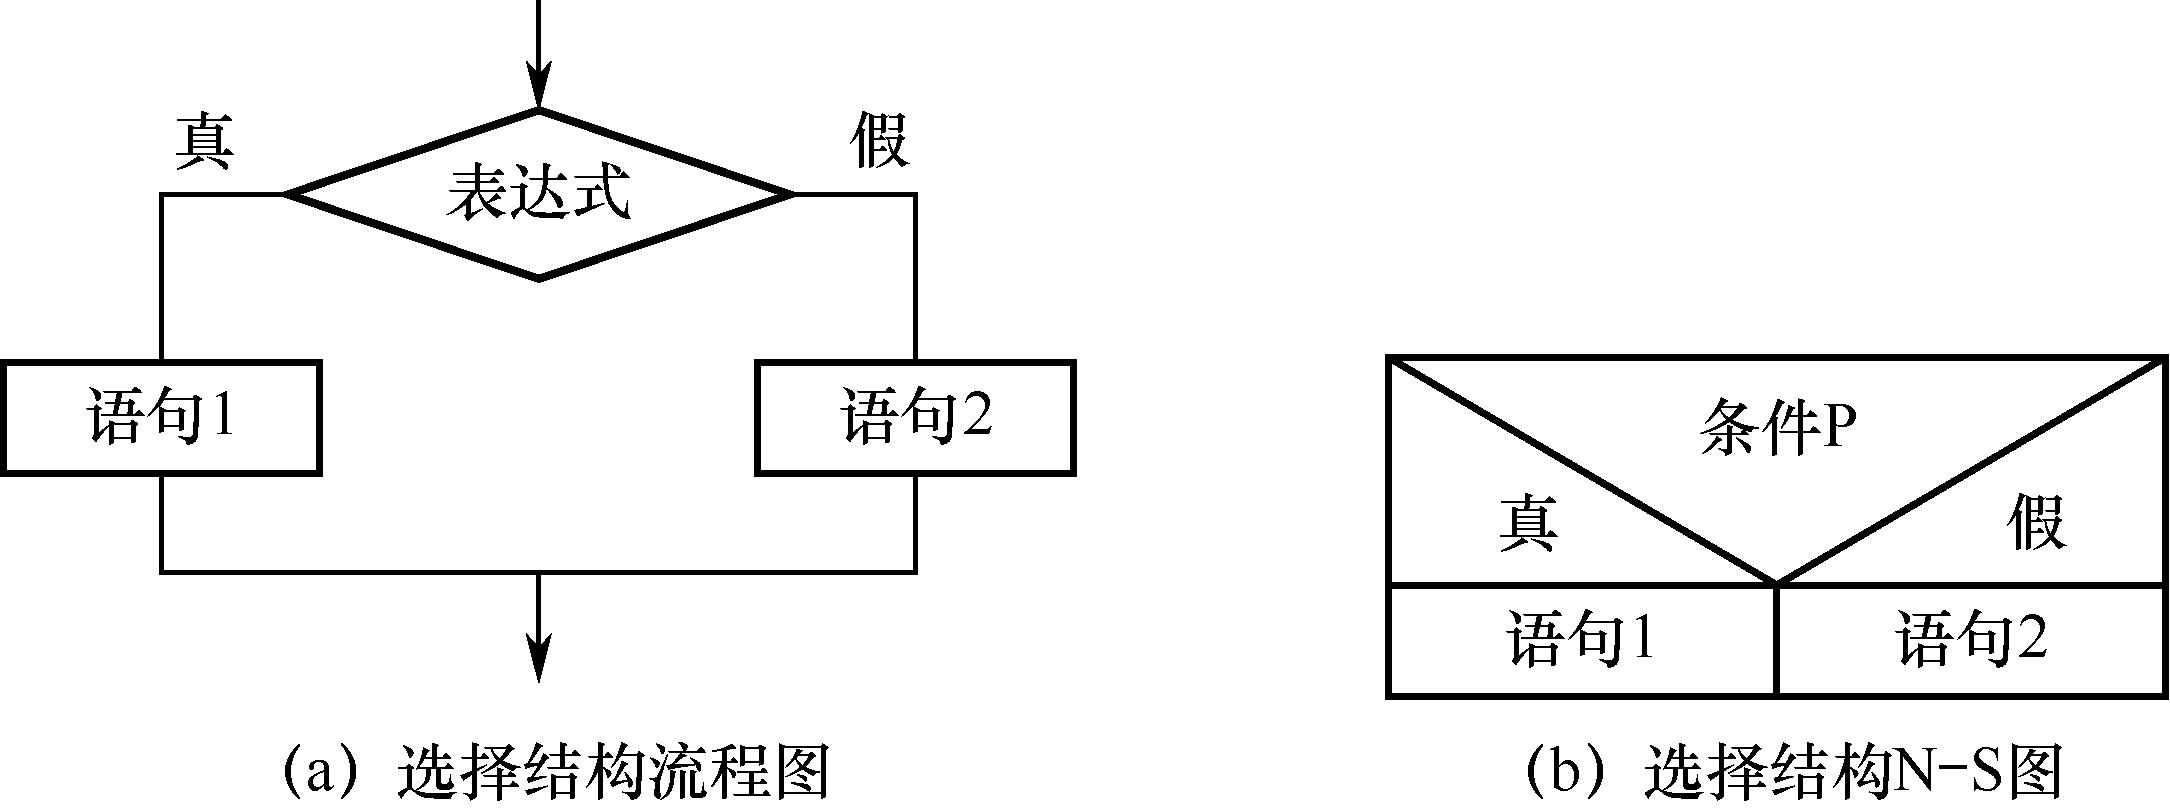 真
假
表达式
语句1
语句2
(a) 选择结构流程图
条件P
真
假
语句1
语句2
(b) 选择结构N-S图